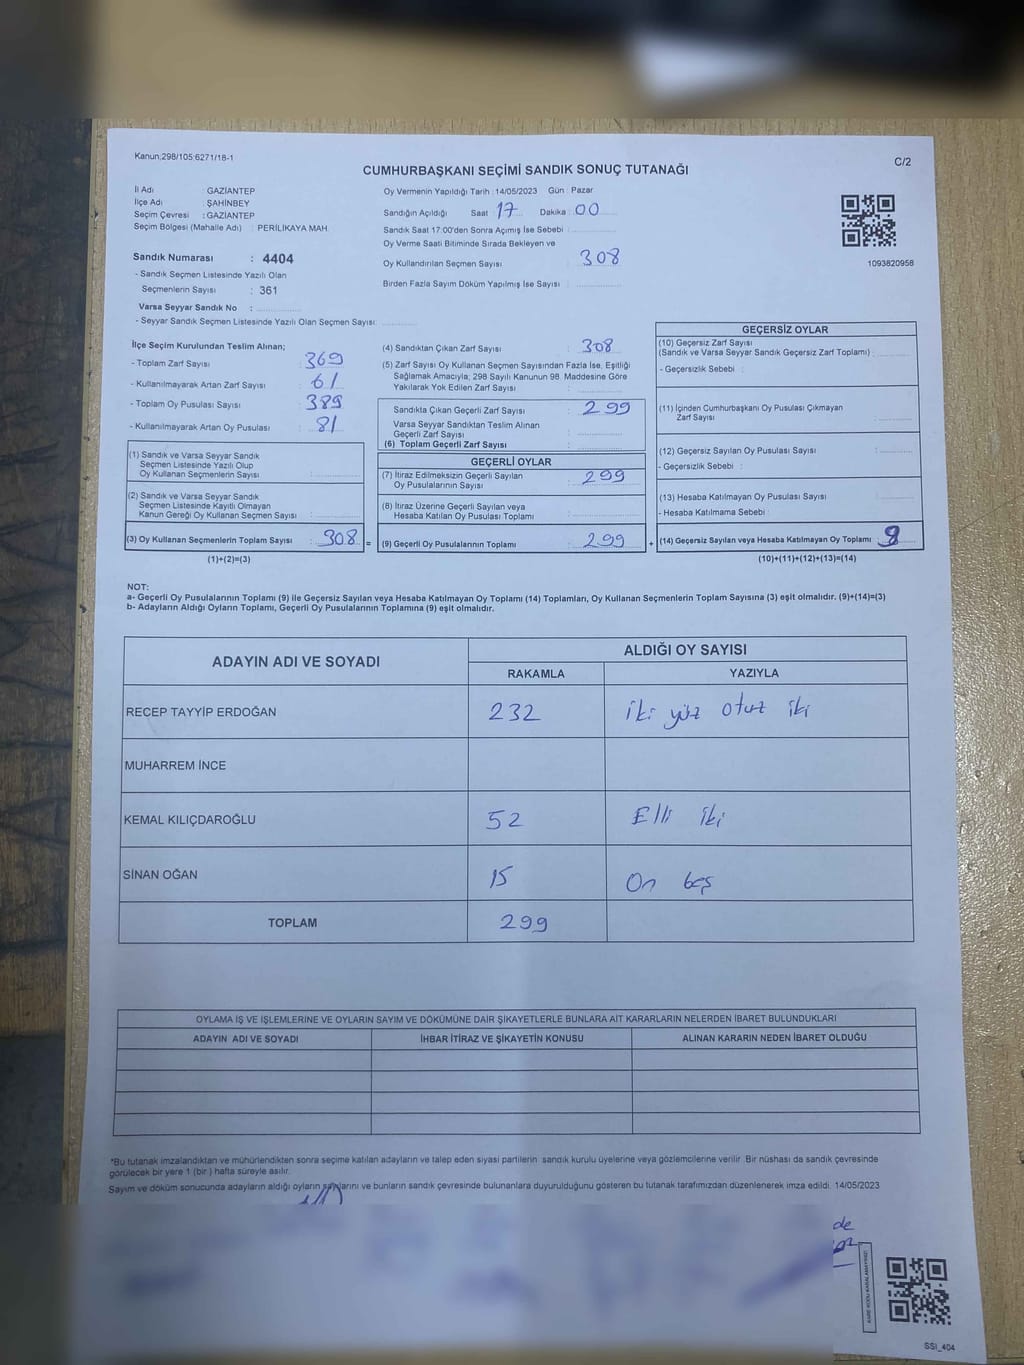 Kanun;298/105;6271/18-1
CUMHURBAŞKANI SEÇİMİ SANDIK SONUÇ TUTANAĞI
C/2
İl Adı : GAZİANTEP
İlçe Adı : ŞAHİNBEY
Seçim Çevresi : GAZİANTEP
Seçim Bölgesi (Mahalle Adı) : PERİLİKAYA MAH.
Oy Vermenin Yapıldığı Tarih : 14/05/2023 Gün : Pazar
Sandığın Açıldığı Saat 17 Dakika 00
Sandık Saat 17:00'den Sonra Açımış İse Sebebi :
Oy Verme Saati Bitiminde Sırada Bekleyen ve
Oy Kullandırılan Seçmen Sayısı : 308
Birden Fazla Sayım Döküm Yapılmış İse Sayısı :
1093820958
Sandık Numarası : 4404
- Sandık Seçmen Listesinde Yazılı Olan
Seçmenlerin Sayısı : 361
Varsa Seyyar Sandık No :
- Seyyar Sandık Seçmen Listesinde Yazılı Olan Seçmen Sayısı:
İlçe Seçim Kurulundan Teslim Alınan;
- Toplam Zarf Sayısı : 369
- Kullanılmayarak Artan Zarf Sayısı : 61
- Toplam Oy Pusulası Sayısı : 389
- Kullanılmayarak Artan Oy Pusulası : 81
(1) Sandık ve Varsa Seyyar Sandık
Seçmen Listesinde Yazılı Olup
Oy Kullanan Seçmenlerin Sayısı :
(2) Sandık ve Varsa Seyyar Sandık
Seçmen Listesinde Kayıtlı Olmayan
Kanun Gereği Oy Kullanan Seçmen Sayısı :
(3) Oy Kullanan Seçmenlerin Toplam Sayısı : 308 =
(1)+(2)=(3)
(4) Sandıktan Çıkan Zarf Sayısı : 308
(5) Zarf Sayısı Oy Kullanan Seçmen Sayısından Fazla İse, Eşitliği
Sağlamak Amacıyla; 298 Sayılı Kanunun 98. Maddesine Göre
Yakılarak Yok Edilen Zarf Sayısı :
Sandıkla Çıkan Geçerli Zarf Sayısı : 299
Varsa Seyyar Sandıktan Teslim Alınan
Geçerli Zarf Sayısı :
(6) Toplam Geçerli Zarf Sayısı :
GEÇERLİ OYLAR
(7) İtiraz Edilmeksizin Geçerli Sayılan
Oy Pusulalarının Sayısı : 299
(8) İtiraz Üzerine Geçerli Sayılan veya
Hesaba Katılan Oy Pusulası Toplamı :
(9) Geçerli Oy Pusulalarının Toplamı : 299 +
GEÇERSİZ OYLAR
(10) Geçersiz Zarf Sayısı
(Sandık ve Varsa Seyyar Sandık Geçersiz Zarf Toplamı) :
- Geçersizlik Sebebi :
(11) İçinden Cumhurbaşkanı Oy Pusulası Çıkmayan
Zarf Sayısı :
(12) Geçersiz Sayılan Oy Pusulası Sayısı :
- Geçersizlik Sebebi :
(13) Hesaba Katılmayan Oy Pusulası Sayısı :
- Hesaba Katılmama Sebebi :
(14) Geçersiz Sayılan veya Hesaba Katılmayan Oy Toplamı :
(10)+(11)+(12)+(13)=(14)
NOT:
a- Geçerli Oy Pusulalarının Toplamı (9) ile Geçersiz Sayılan veya Hesaba Katılmayan Oy Toplamı (14) Toplamları, Oy Kullanan Seçmenlerin Toplam Sayısına (3) eşit olmalıdır. (9)+(14)=(3)
b- Adayların Aldığı Oyların Toplamı, Geçerli Oy Pusulalarının Toplamına (9) eşit olmalıdır.
ADAYIN ADI VE SOYADI
ALDIĞI OY SAYISI
RAKAMLA YAZIYLA
RECEP TAYYİP ERDOĞAN 232 iki yüz otuz iki
MUHARREM İNCE
KEMAL KILIÇDAROĞLU 52 Elli iki
SİNAN OĞAN 15 On beş
TOPLAM 299
OYLAMA İŞ VE İŞLEMLERİNE VE OYLARIN SAYIM VE DÖKÜMÜNE DAİR ŞİKAYETLERLE BUNLARA AİT KARARLARIN NELERDEN İBARET BULUNDUKLARI
ADAYIN ADI VE SOYADI İHBAR İTİRAZ VE ŞİKAYETİN KONUSU ALINAN KARARIN NEDEN İBARET OLDUĞU
*Bu tutanak imzalandıktan ve mühürlendikten sonra seçime katılan adayların ve talep eden siyasi partilerin sandık kurulu üyelerine veya gözlemcilerine verilir. Bir nüshası da sandık çevresinde
görülecek bir yere 1 (bir ) hafta süreyle asılır.
Sayım ve döküm sonucunda adayların aldığı oyların sayılarını ve bunların sandık çevresinde bulunanlara duyurulduğunu gösteren bu tutanak tarafımızdan düzenlenerek imza edildi. 14/05/2023
de
KARE KODU KARALAMAYINIZ!
SSI_404